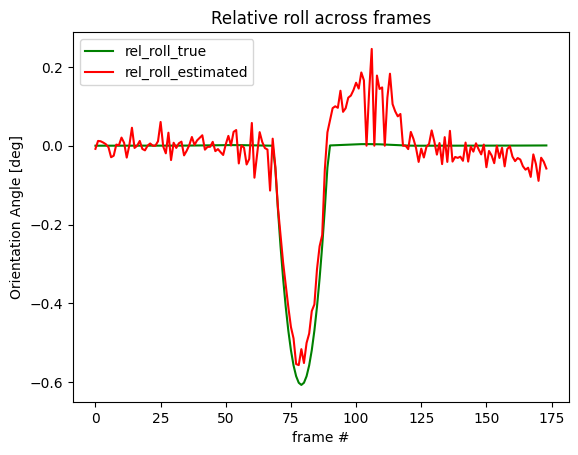 Relative roll across frames
rel_roll_true
rel_roll_estimated
Orientation Angle [deg]
0.2
0.0
−0.2
−0.4
−0.6
0 25 50 75 100 125 150 175
frame #